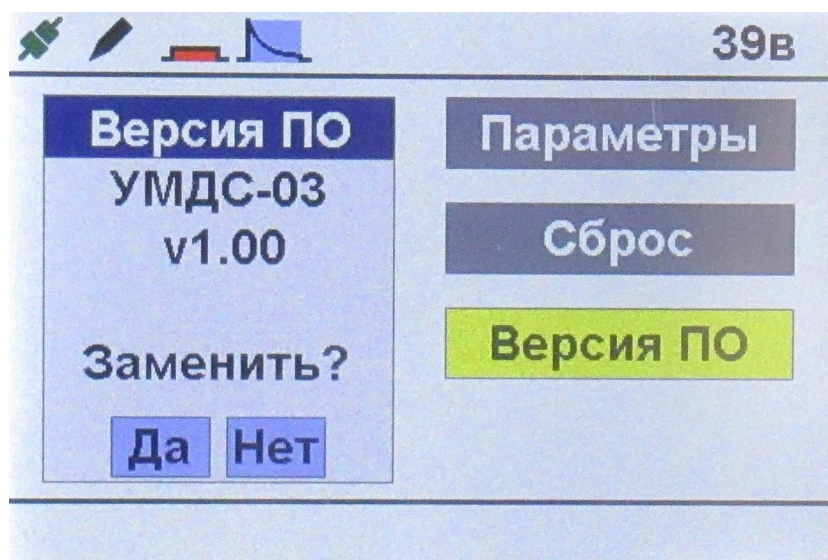 39в
Версия ПО
УМДС-03
v1.00
Заменить?
Да Нет
Параметры
Сброс
Версия ПО